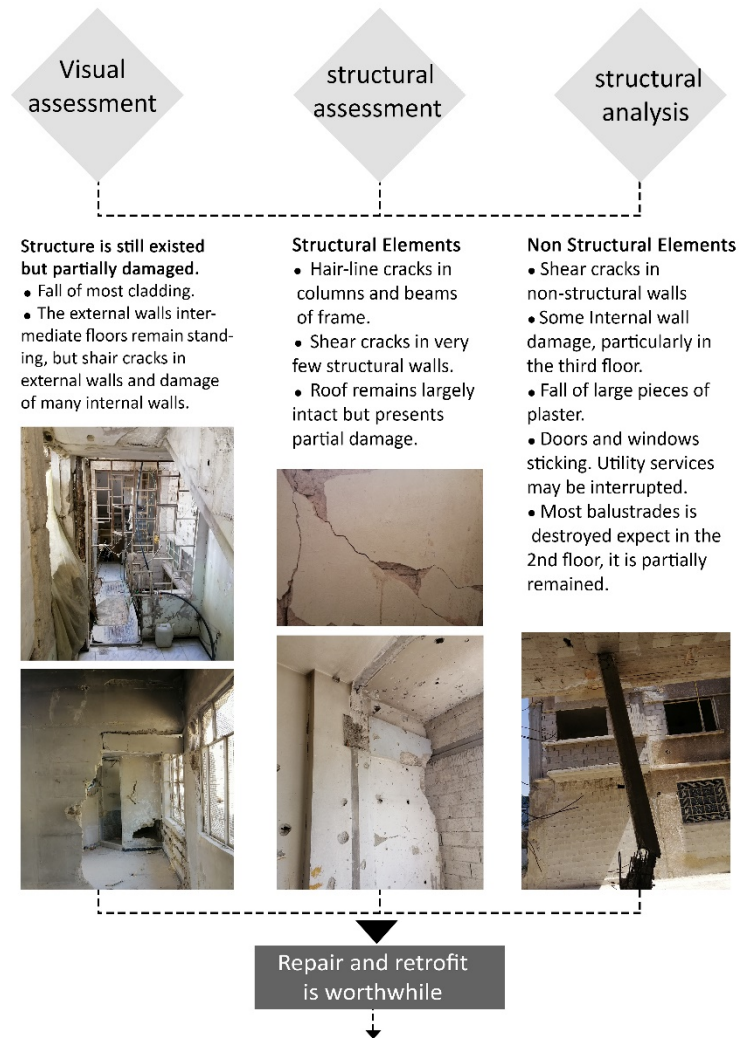 Visual
assessment
structural
assessment
structural
analysis
Structure is still existed
but partially damaged.
• Fall of most cladding.
• The external walls inter-
mediate floors remain stand-
ing, but shair cracks in
external walls and damage
of many internal walls.
Structural Elements
• Hair-line cracks in
columns and beams
of frame.
• Shear cracks in very
few structural walls.
• Roof remains largely
intact but presents
partial damage.
Non Structural Elements
• Shear cracks in
non-structural walls
• Some Internal wall
damage, particularly in
the third floor.
• Fall of large pieces of
plaster.
• Doors and windows
sticking. Utility services
may be interrupted.
• Most balustrades is
destroyed expect in the
2nd floor, it is partially
remained.
Repair and retrofit
is worthwhile